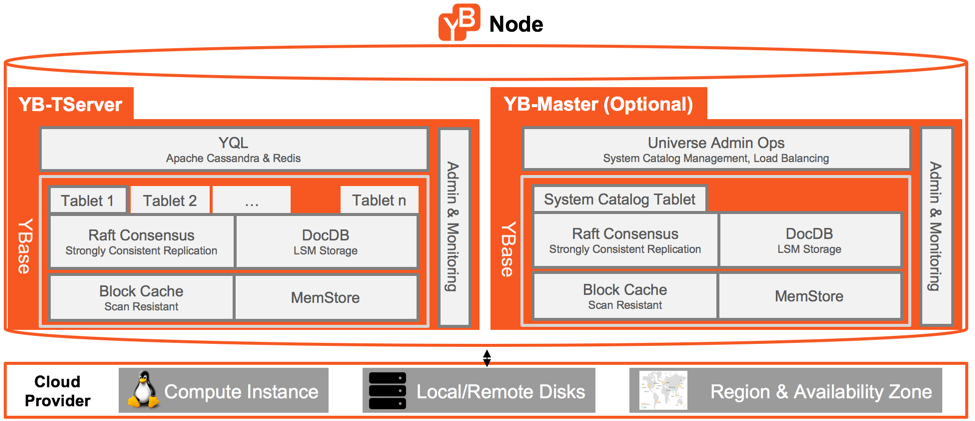 YB Node
YB-TServer
YQL
Apache Cassandra & Redis
YBase
Tablet 1
Tablet 2
...
Tablet n
Raft Consensus
Strongly Consistent Replication
DocDB
LSM Storage
Block Cache
Scan Resistant
MemStore
Admin & Monitoring
YB-Master (Optional)
Universe Admin Ops
System Catalog Management, Load Balancing
YBase
System Catalog Tablet
Raft Consensus
Strongly Consistent Replication
DocDB
LSM Storage
Block Cache
Scan Resistant
MemStore
Admin & Monitoring
Cloud
Provider
Compute Instance
Local/Remote Disks
Region & Availability Zone